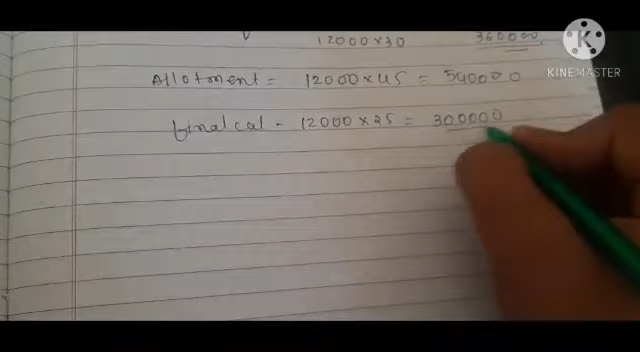 12000×30 360000
KINEMASTER
Allotment = 12000×45 = 540000
final cal - 12000×25 = 300000